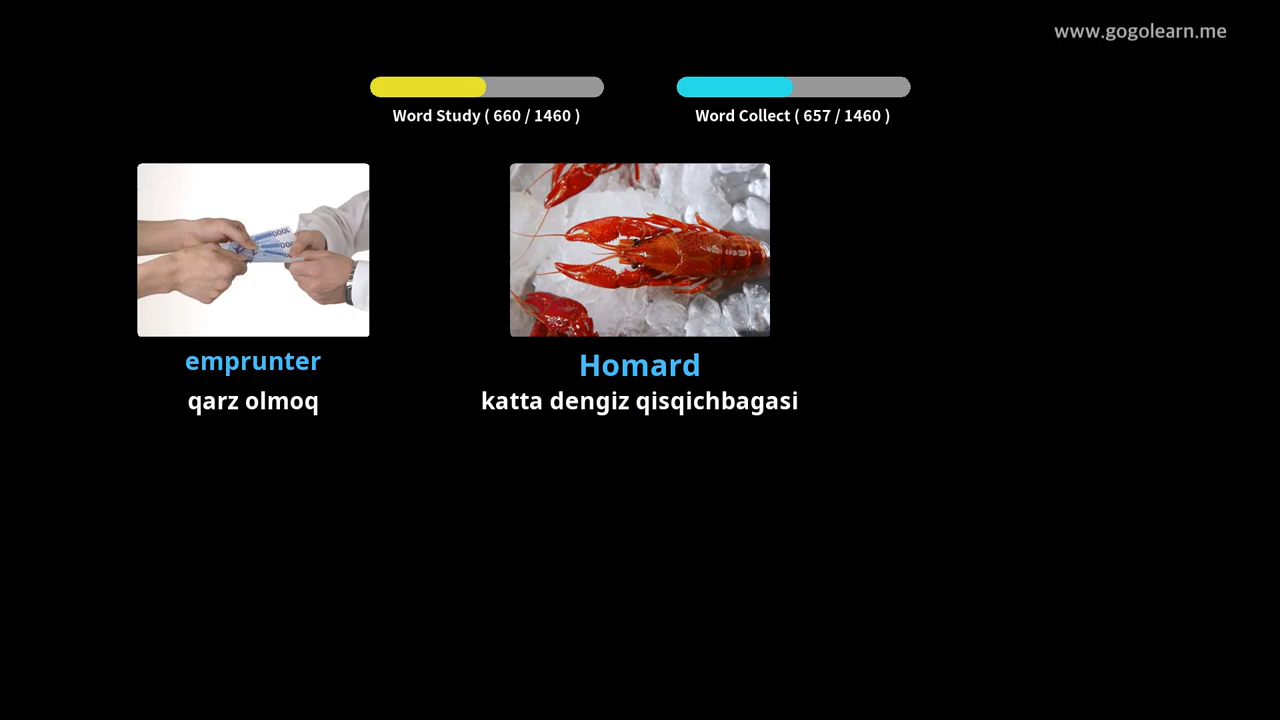 www.gogolearn.me
Word Study ( 660 / 1460 )
Word Collect ( 657 / 1460 )
emprunter
qarz olmoq
Homard
katta dengiz qisqichbagasi